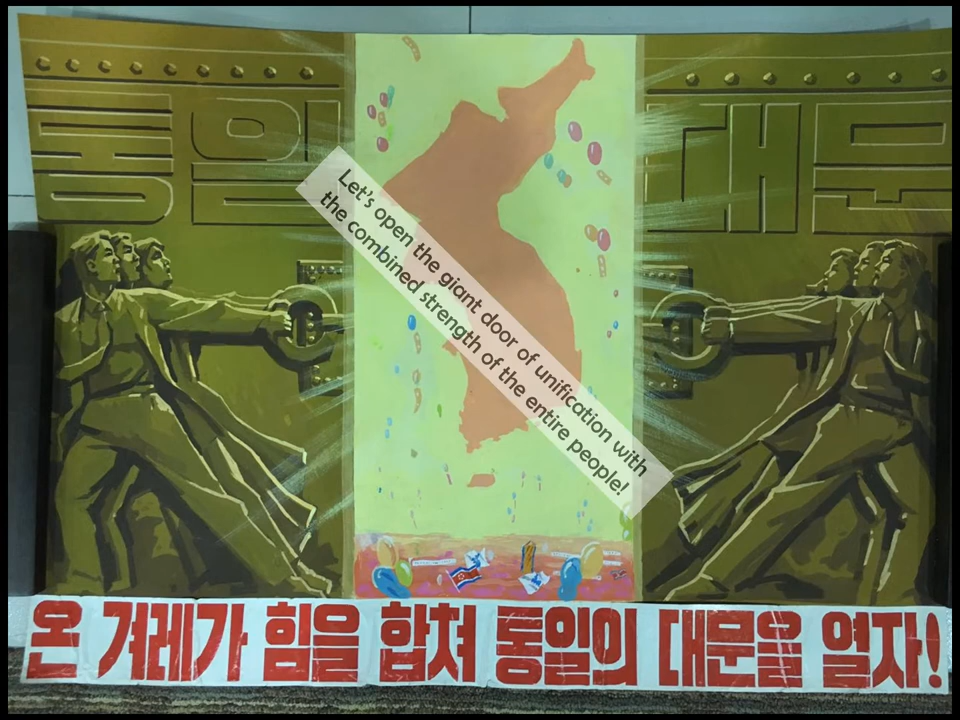 통일
대문
Let's open the giant door of unification with
the combined strength of the entire people!
온 겨레가 힘을 합쳐 통일의 대문을 열자!